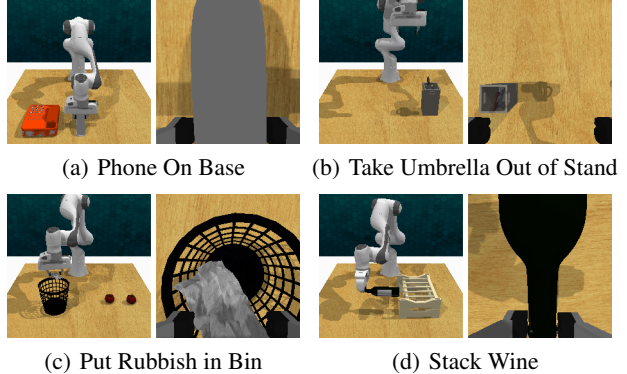 (a) Phone On Base
(b) Take Umbrella Out of Stand
(c) Put Rubbish in Bin
(d) Stack Wine